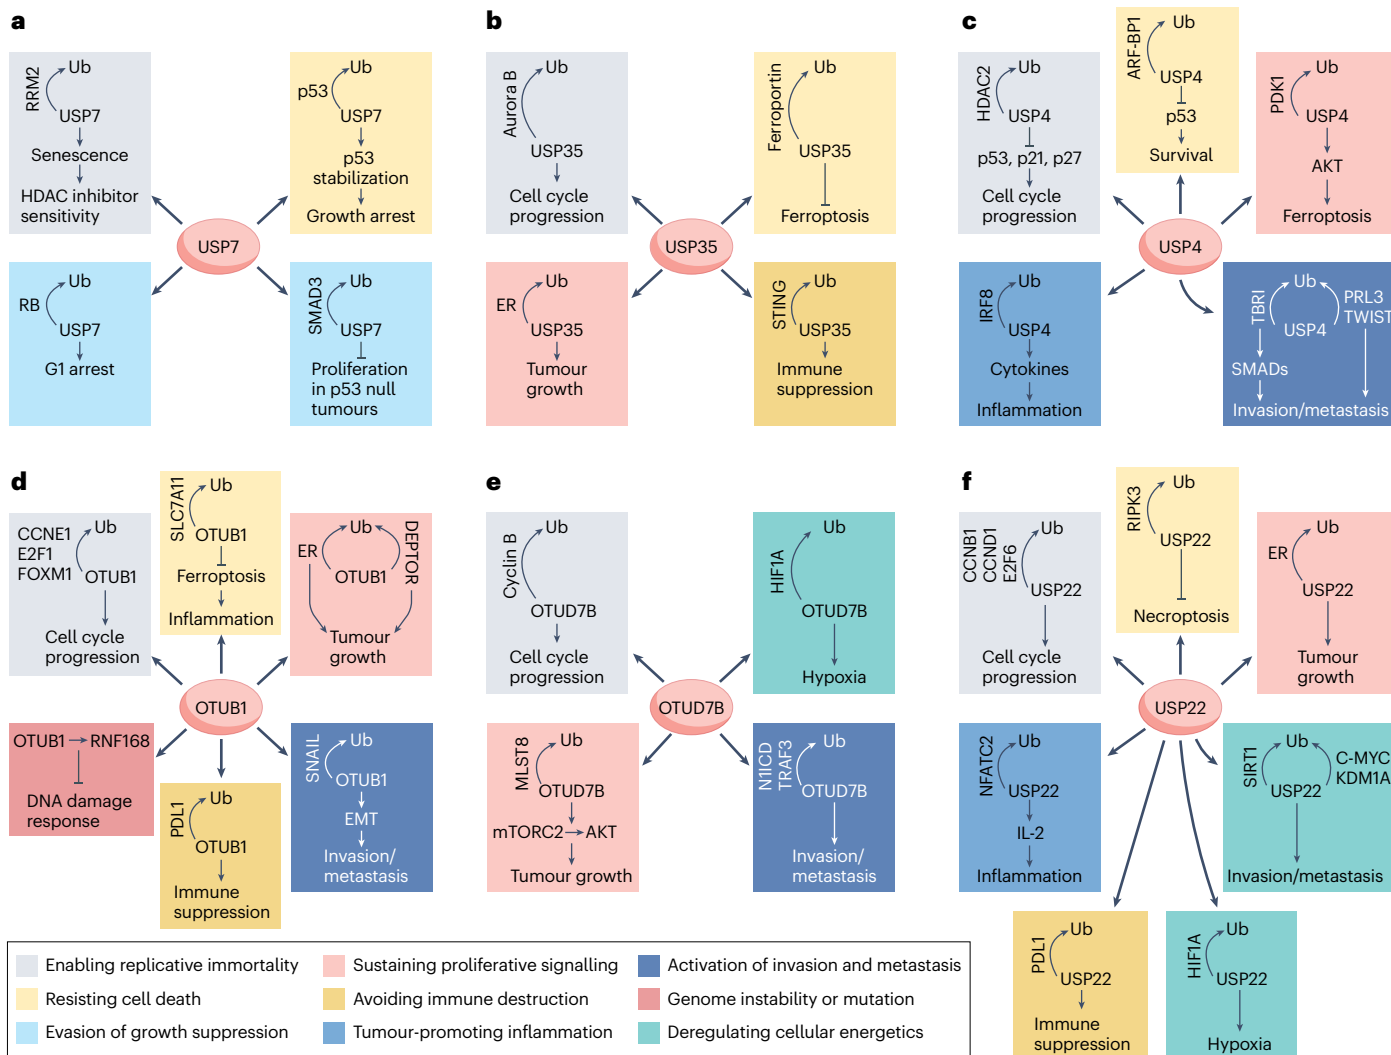 a
RRM2
Ub
USP7
Senescence
HDAC inhibitor
sensitivity
p53
Ub
USP7
p53
stabilization
Growth arrest
USP7
RB
Ub
USP7
G1 arrest
SMAD3
Ub
USP7
Proliferation
in p53 null
tumours
b
Aurora B
Ub
USP35
Cell cycle
progression
Ferroportin
Ub
USP35
Ferroptosis
USP35
ER
Ub
USP35
Tumour
growth
STING
Ub
USP35
Immune
suppression
c
HDAC2
Ub
USP4
p53, p21, p27
Cell cycle
progression
ARF-BP1
Ub
USP4
p53
Survival
PDK1
Ub
USP4
AKT
Ferroptosis
USP4
IRF8
Ub
USP4
Cytokines
Inflammation
TBRI
Ub
USP4
PRL3
TWIST
SMADs
Invasion/metastasis
d
CCNE1
E2F1
FOXM1
Ub
OTUB1
Cell cycle
progression
SLC7A11
Ub
OTUB1
Ferroptosis
Inflammation
ER
Ub
OTUB1
DEPTOR
Tumour
growth
OTUB1
OTUB1
RNF168
DNA damage
response
PDL1
Ub
OTUB1
Immune
suppression
SNAIL
Ub
OTUB1
EMT
Invasion/
metastasis
e
Cyclin B
Ub
OTUD7B
Cell cycle
progression
HIF1A
Ub
OTUD7B
Hypoxia
OTUD7B
MLST8
Ub
OTUD7B
mTORC2
AKT
Tumour growth
N1ICD
TRAF3
Ub
OTUD7B
Invasion/
metastasis
f
CCNB1
CCND1
E2F6
Ub
USP22
Cell cycle
progression
RIPK3
Ub
USP22
Necroptosis
ER
Ub
USP22
Tumour
growth
USP22
NFATC2
Ub
USP22
IL-2
Inflammation
SIRT1
Ub
USP22
C-MYC
KDM1A
Invasion/metastasis
PDL1
Ub
USP22
Immune
suppression
HIF1A
Ub
USP22
Hypoxia
Enabling replicative immortality
Sustaining proliferative signalling
Activation of invasion and metastasis
Resisting cell death
Avoiding immune destruction
Genome instability or mutation
Evasion of growth suppression
Tumour-promoting inflammation
Deregulating cellular energetics